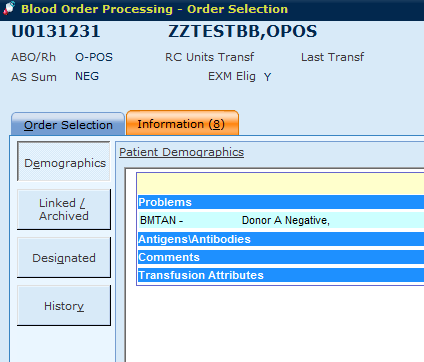 Blood Order Processing - Order Selection
U0131231 ZZTESTBB,OPOS
ABO/Rh O-POS RC Units Transf Last Transf
AS Sum NEG EXM Elig Y
Order Selection Information (8)
Demographics Patient Demographics
Problems
Linked / Archived
BMTAN - Donor A Negative,
Antigens\Antibodies
Designated
Comments
Transfusion Attributes
History